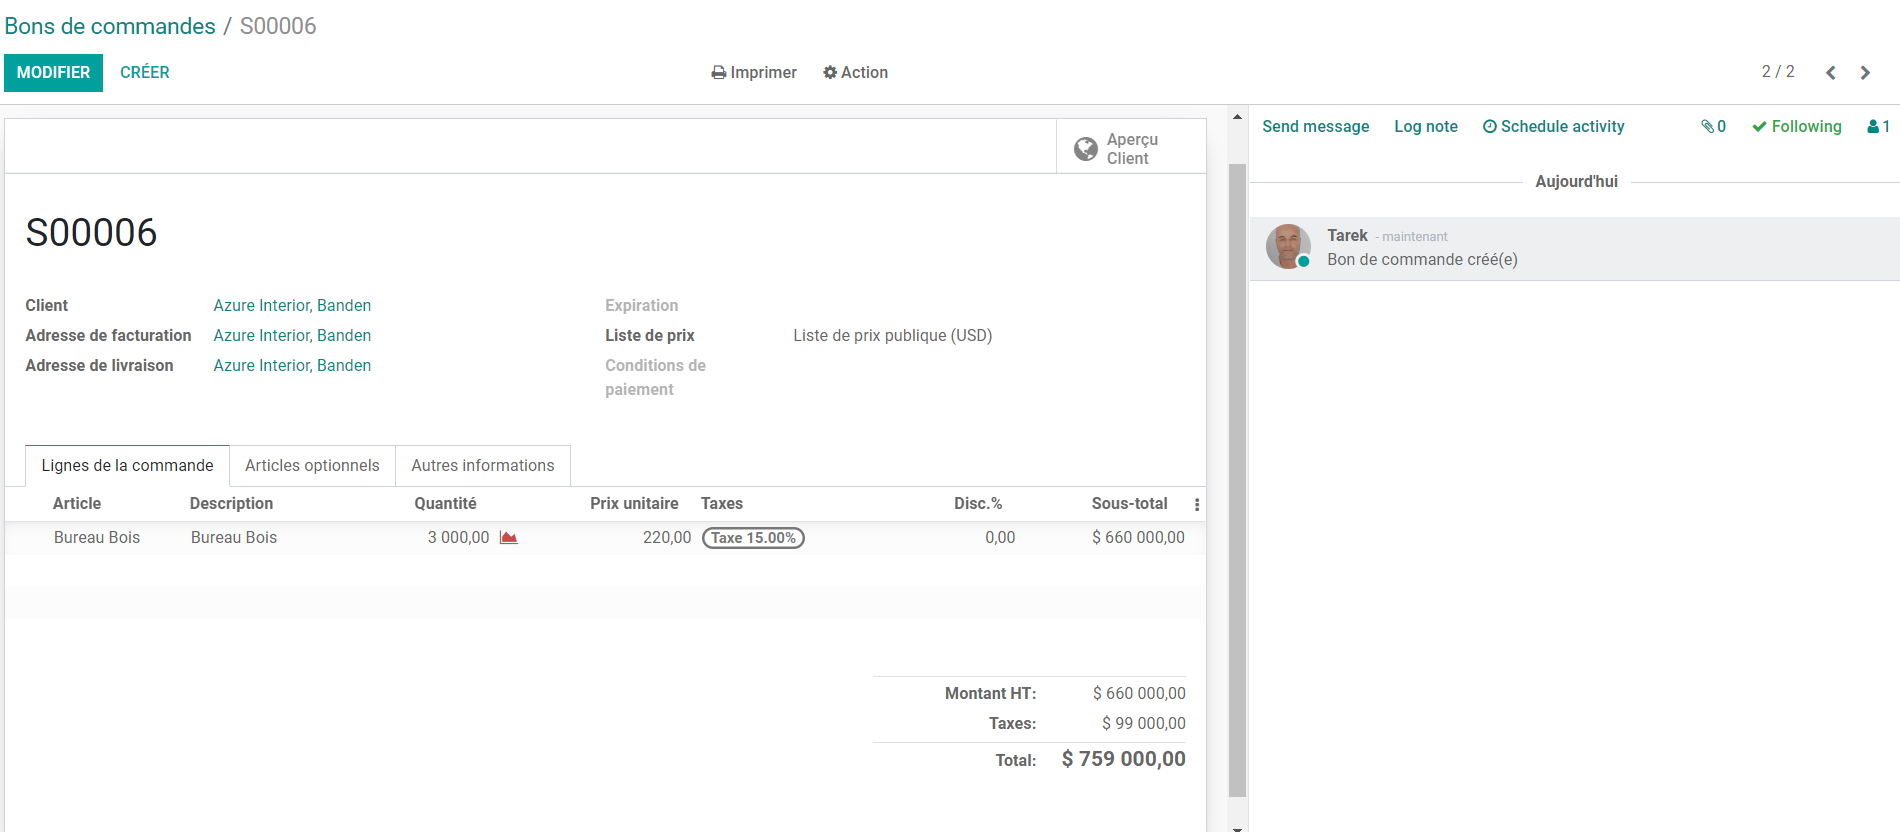 Bons de commandes / S00006
MODIFIER CRÉER Imprimer Action 2 / 2
Aperçu
Client
S00006
Client Azure Interior, Banden
Adresse de facturation Azure Interior, Banden
Adresse de livraison Azure Interior, Banden
Expiration
Liste de prix Liste de prix publique (USD)
Conditions de
paiement
Lignes de la commande Articles optionnels Autres informations
Article Description Quantité Prix unitaire Taxes Disc.% Sous-total
Bureau Bois Bureau Bois 3 000,00 220,00 Taxe 15.00% 0,00 $ 660 000,00
Montant HT: $ 660 000,00
Taxes: $ 99 000,00
Total: $ 759 000,00
Send message Log note Schedule activity 0 Following 1
Aujourd'hui
Tarek - maintenant
Bon de commande créé(e)